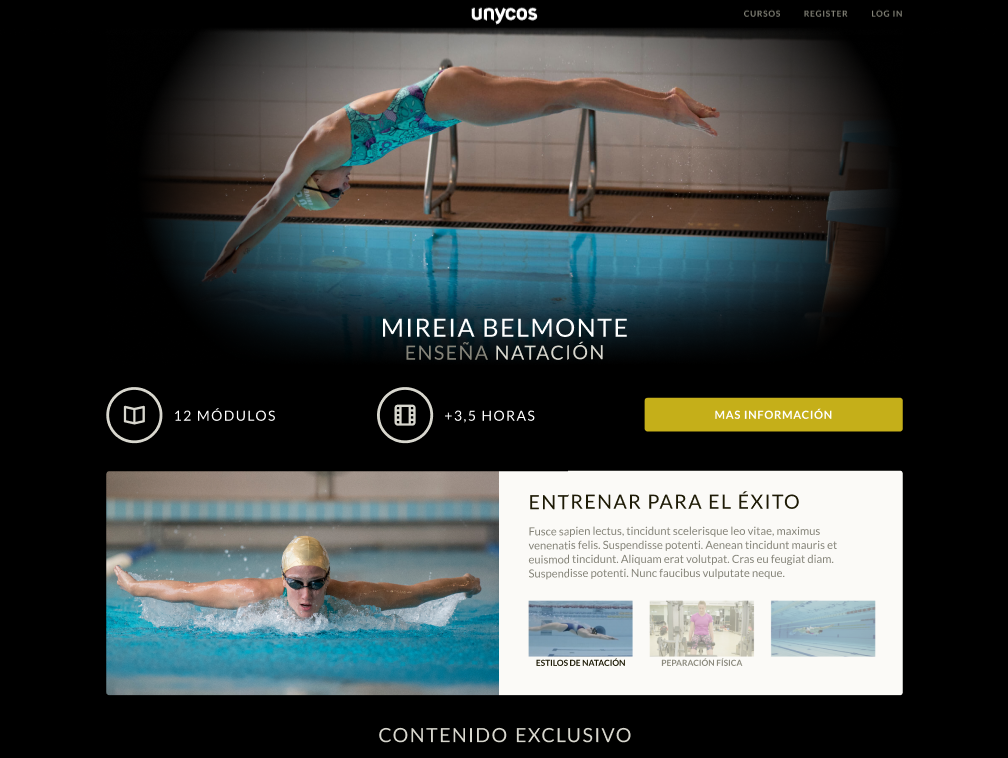 unycos
CURSOS REGISTER LOG IN
MIREIA BELMONTE
ENSEÑA NATACIÓN
12 MÓDULOS
+3,5 HORAS
MAS INFORMACIÓN
ENTRENAR PARA EL ÉXITO
Fusce sapien lectus, tincidunt scelerisque leo vitae, maximus
venenatis felis. Suspendisse potenti. Aenean tincidunt mauris et
euismod tincidunt. Aliquam erat volutpat. Cras eu feugiat diam.
Suspendisse potenti. Nunc faucibus vulputate neque.
ESTILOS DE NATACIÓN
PEPARACIÓN FÍSICA
CONTENIDO EXCLUSIVO